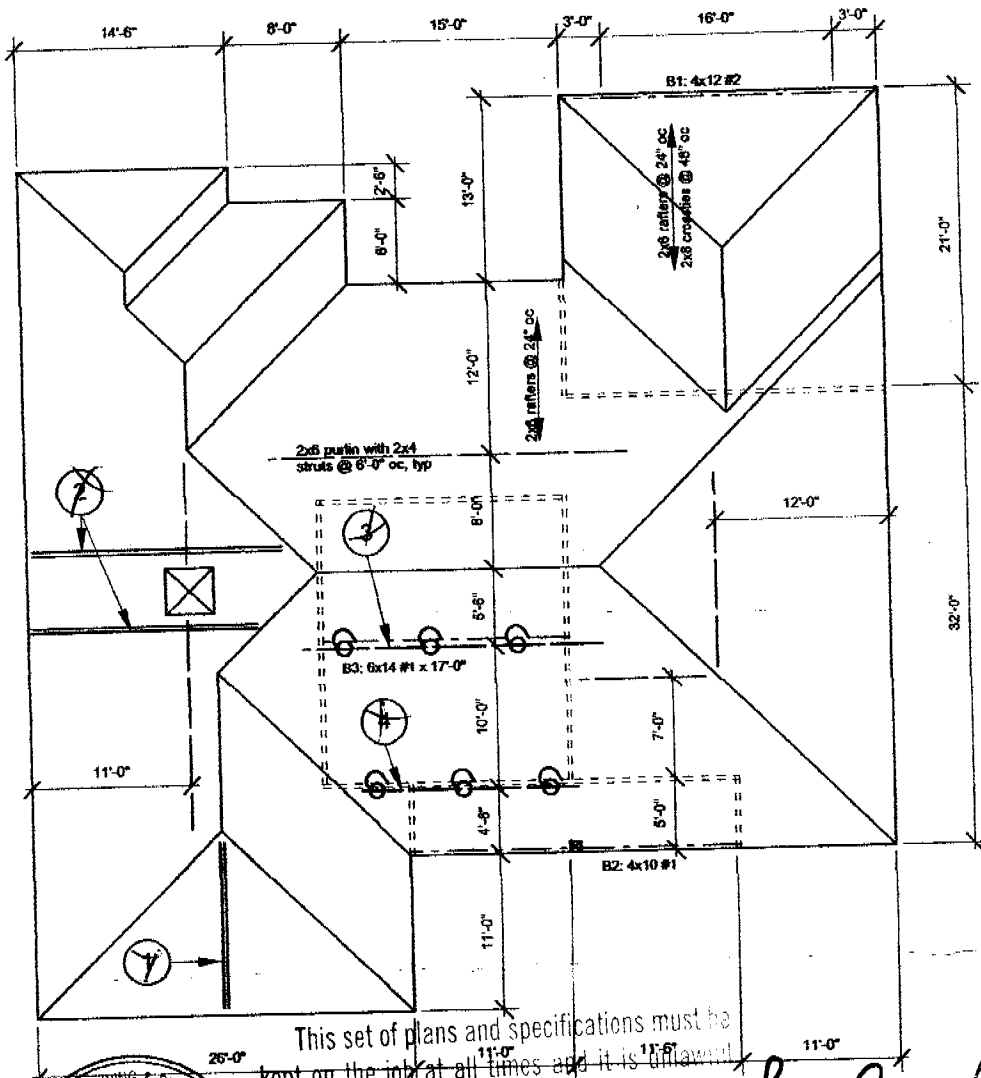 14'-6"
8'-0"
15'-0"
3'-0"
16'-0"
3'-0"
B1: 4x12 #2
2'-6"
6'-0"
13'-0"
2x6 rafters @ 24" oc
2x6 crossties @ 48" oc
21'-0"
12'-0"
2x6 rafters @ 24" oc
2x6 purlin with 2x4
struts @ 6'-0" oc, typ
2
3
8'-0"
12'-0"
5'-6"
32'-0"
B3: 6x14 #1 x 17'-0"
4
10'-0"
7'-0"
11'-0"
4'-6"
5'-0"
B2: 4x10 #1
1
11'-0"
This set of plans and specifications must be
26'-0"
11'-0"
11'-6"
11'-0"
kept on the job at all times and it is unlawful